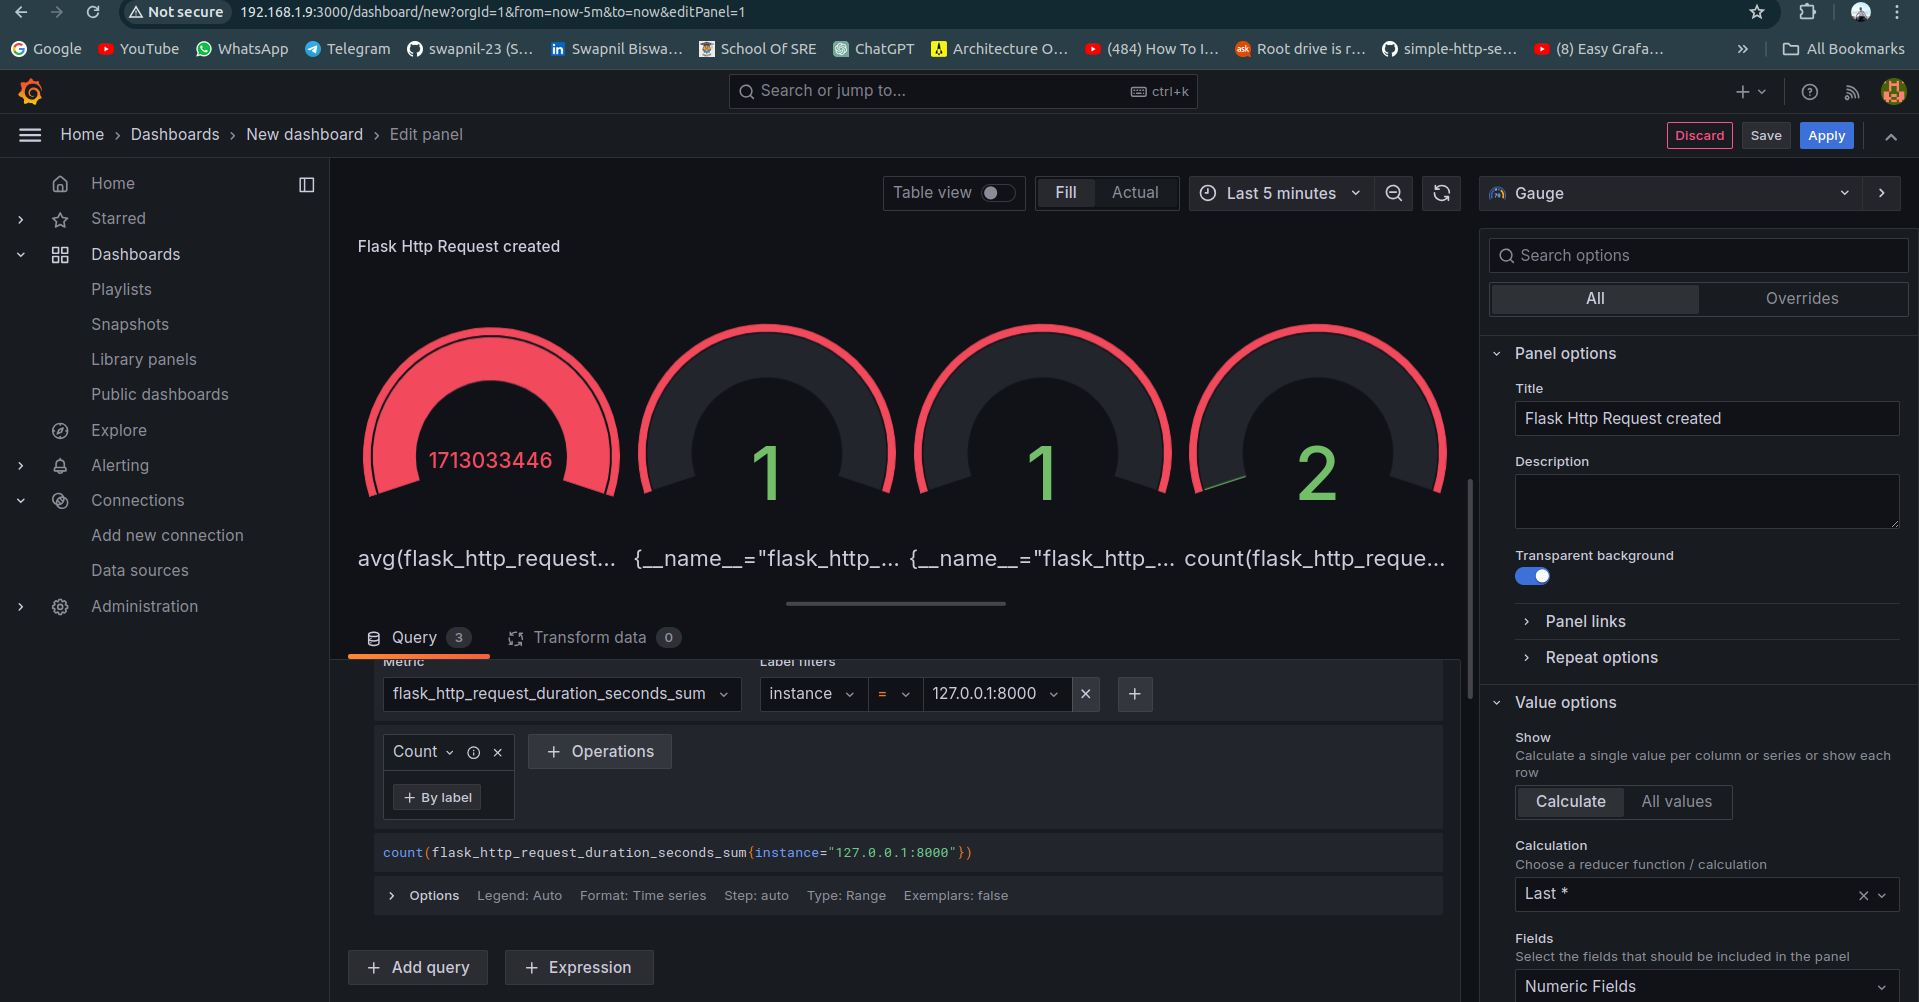 Not secure
192.168.1.9:3000/dashboard/new?orgId=1&from=now-5m&to=now&editPanel=1
Google
YouTube
WhatsApp
Telegram
swapnil-23 (S...
Swapnil Biswa...
School Of SRE
ChatGPT
Architecture O...
(484) How To I...
Root drive is r...
simple-http-se...
(8) Easy Grafa...
»
All Bookmarks
Search or jump to...
ctrl+k
Home › Dashboards › New dashboard › Edit panel
Discard
Save
Apply
Home
Starred
Dashboards
Playlists
Snapshots
Library panels
Public dashboards
Explore
Alerting
Connections
Add new connection
Data sources
Administration
Table view
Fill
Actual
Last 5 minutes
Flask Http Request created
1713033446
1
1
2
avg(flask_http_request...
{__name__="flask_http_...
{__name__="flask_http_...
count(flask_http_reque...
Query 3
Transform data 0
Metric
Label filters
flask_http_request_duration_seconds_sum
instance
=
127.0.0.1:8000
Count
Operations
By label
count(flask_http_request_duration_seconds_sum{instance="127.0.0.1:8000"})
Options Legend: Auto Format: Time series Step: auto Type: Range Exemplars: false
+ Add query
+ Expression
Gauge
Search options
All
Overrides
Panel options
Title
Flask Http Request created
Description
Transparent background
Panel links
Repeat options
Value options
Show
Calculate a single value per column or series or show each
row
Calculate
All values
Calculation
Choose a reducer function / calculation
Last *
Fields
Select the fields that should be included in the panel
Numeric Fields